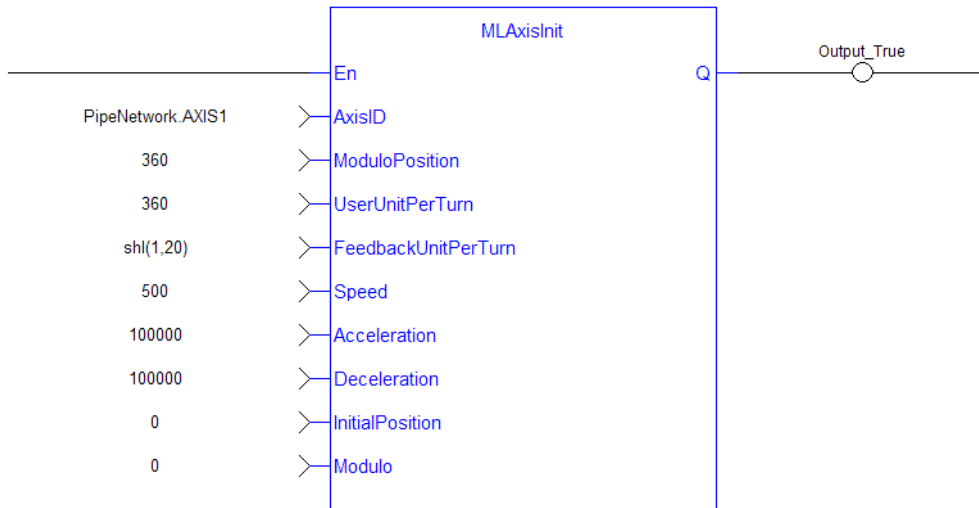 MLAxisInit
Output_True
En Q
PipeNetwork.AXIS1 AxisID
360 ModuloPosition
360 UserUnitPerTurn
shl(1,20) FeedbackUnitPerTurn
500 Speed
100000 Acceleration
100000 Deceleration
0 InitialPosition
0 Modulo